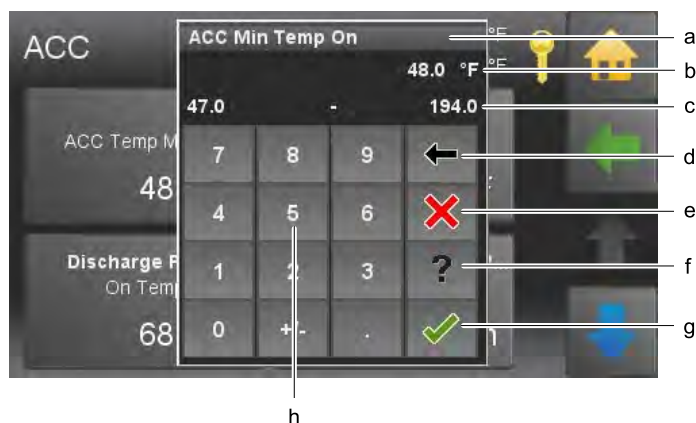 ACC
ACC Min Temp On
°F
a
48.0 °F
°F
b
47.0 - 194.0
c
ACC Temp M
48
7 8 9
d
4 5 6
e
Discharge
On Tem
68
1 2 3 ?
f
0 +/- .
g
h